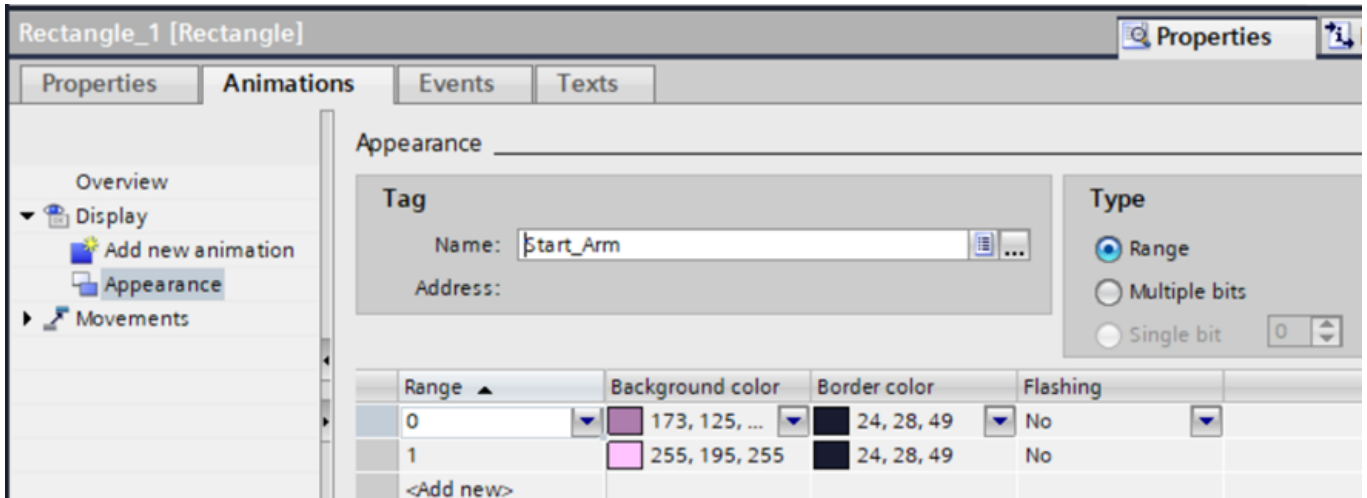 Rectangle_1 [Rectangle]
Properties
Properties Animations Events Texts
Appearance
Overview
Display
Add new animation
Appearance
Movements
Tag
Name: Start_Arm
Address:
Type
Range
Multiple bits
Single bit 0
Range Background color Border color Flashing
0 173, 125, ... 24, 28, 49 No
1 255, 195, 255 24, 28, 49 No
<Add new>